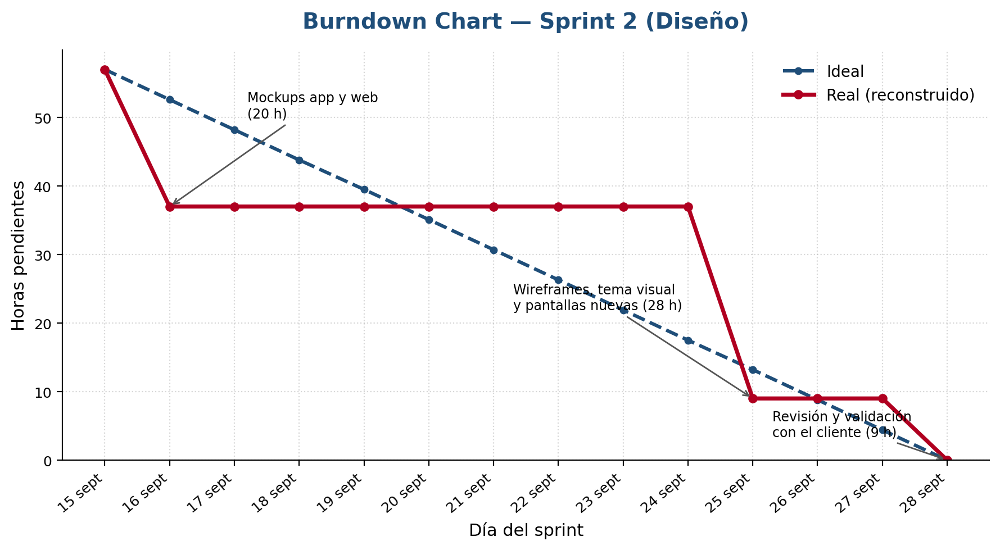 Burndown Chart — Sprint 2 (Diseño)
Ideal
Real (reconstruido)
Mockups app y web
(20 h)
Wireframes, tema visual
y pantallas nuevas (28 h)
Revisión y validación
con el cliente (9 h)
Horas pendientes
50
40
30
20
10
0
15 sept
16 sept
17 sept
18 sept
19 sept
20 sept
21 sept
22 sept
23 sept
24 sept
25 sept
26 sept
27 sept
28 sept
Día del sprint